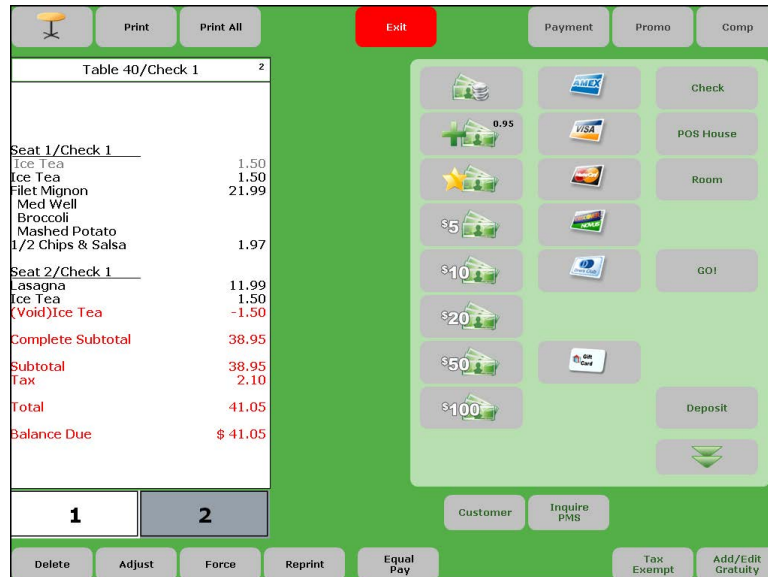 Print
Print All
Exit
Payment
Promo
Comp
Table 40/Check 1 2
Seat 1/Check 1
Ice Tea 1.50
Ice Tea 1.50
Filet Mignon 21.99
Med Well
Broccoli
Mashed Potato
1/2 Chips & Salsa 1.97
Seat 2/Check 1
Lasagna 11.99
Ice Tea 1.50
(Void)Ice Tea -1.50
Complete Subtotal 38.95
Subtotal 38.95
Tax 2.10
Total 41.05
Balance Due $ 41.05
1
2
AMEX
Check
0.95
VISA
POS House
Room
$5
$10
GO!
$20
$50
Gift
Card
$100
Deposit
Customer
Inquire
PMS
Delete
Adjust
Force
Reprint
Equal
Pay
Tax
Exempt
Add/Edit
Gratuity